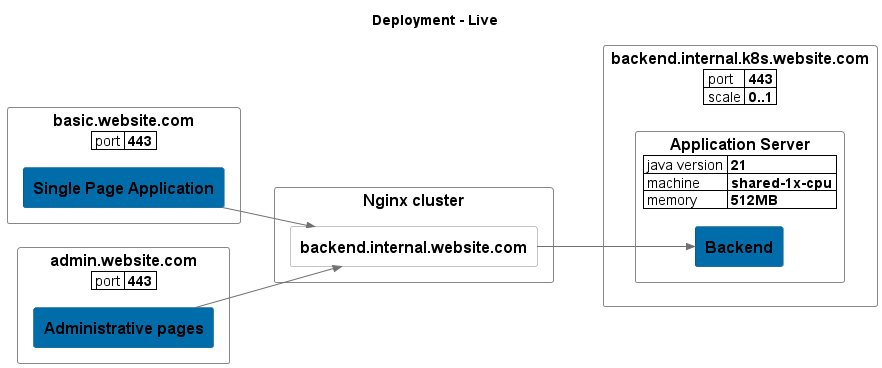 Deployment - Live
basic.website.com
port 443
Single Page Application
admin.website.com
port 443
Administrative pages
Nginx cluster
backend.internal.website.com
backend.internal.k8s.website.com
port 443
scale 0..1
Application Server
java version 21
machine shared-1x-cpu
memory 512MB
Backend